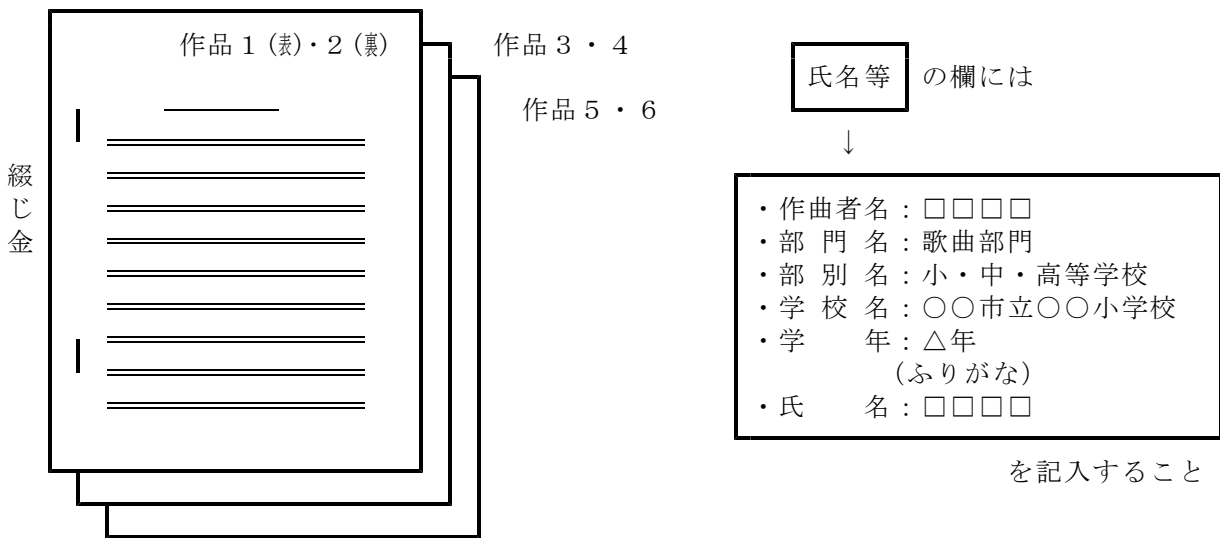 作品1(表)・2(裏)
作品3・4
作品5・6
綴じ金
氏名等 の欄には
↓
・作曲者名:□□□□
・部門名:歌曲部門
・部別名:小・中・高等学校
・学校名:○○市立○○小学校
・学年:△年
(ふりがな)
・氏名:□□□□
を記入すること